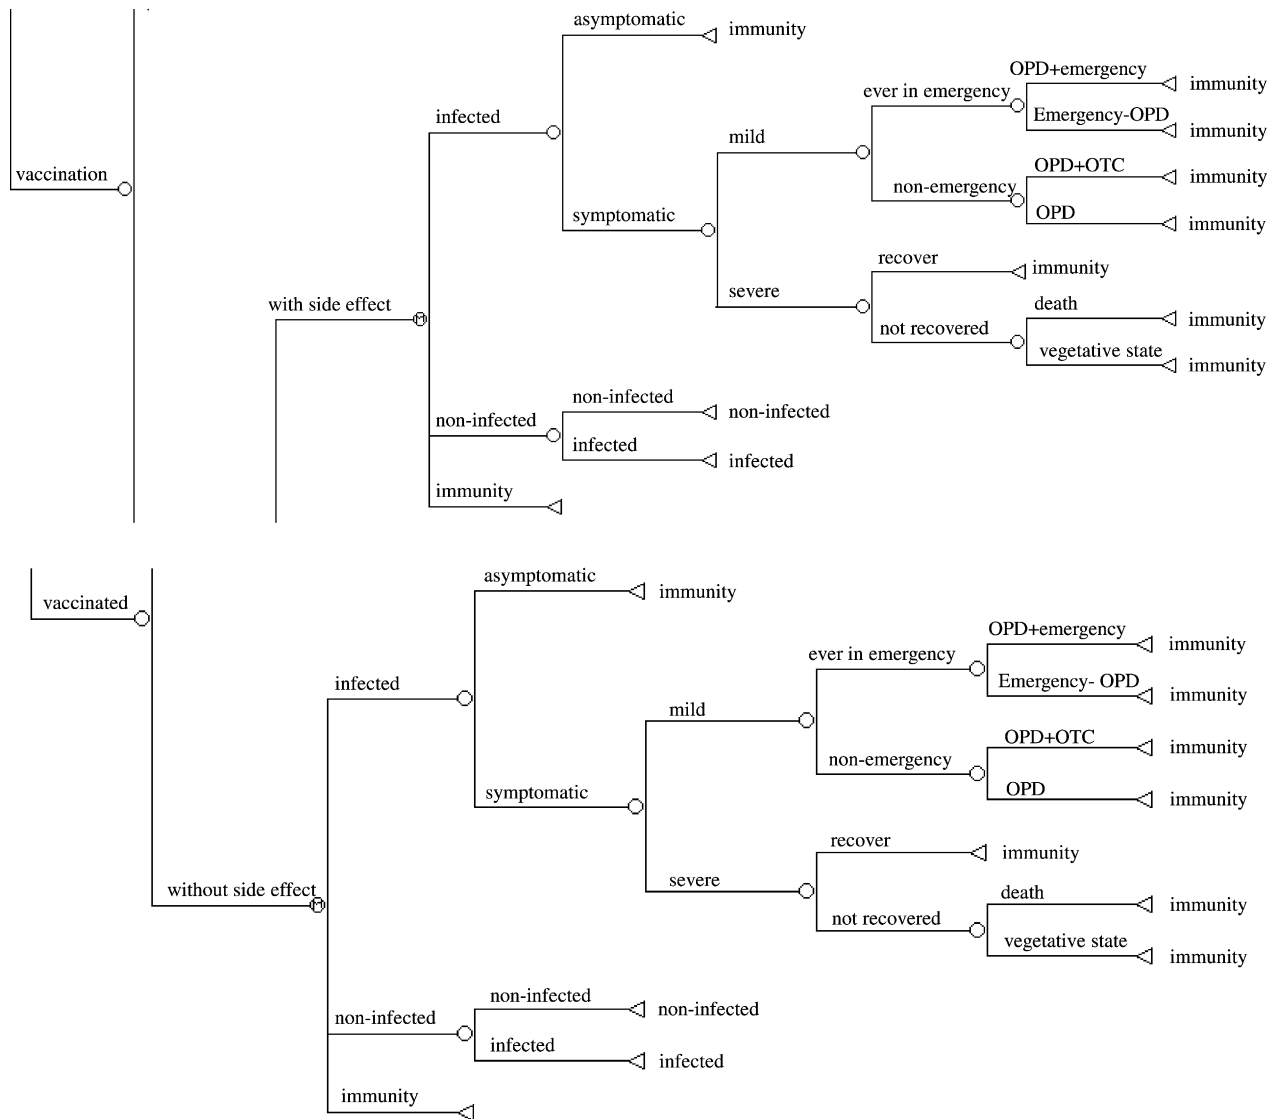 asymptomatic
immunity
OPD+emergency
immunity
ever in emergency
infected
Emergency-OPD
immunity
mild
vaccination
OPD+OTC
immunity
non-emergency
symptomatic
OPD
immunity
recover
immunity
severe
with side effect
death
immunity
not recovered
vegetative state
immunity
non-infected
non-infected
non-infected
infected
infected
immunity
asymptomatic
immunity
vaccinated
OPD+emergency
immunity
ever in emergency
infected
Emergency- OPD
immunity
mild
OPD+OTC
immunity
non-emergency
symptomatic
OPD
immunity
recover
immunity
severe
without side effect
death
immunity
not recovered
vegetative state
immunity
non-infected
non-infected
non-infected
infected
infected
immunity